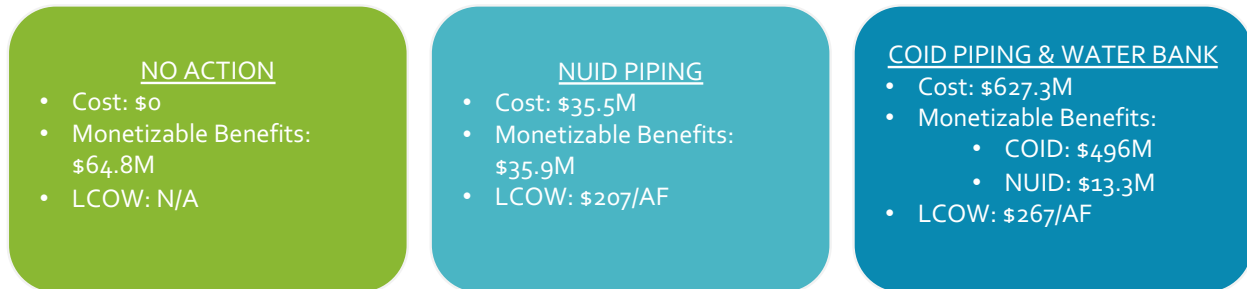 NO ACTION
• Cost: $0
• Monetizable Benefits:
$64.8M
• LCOW: N/A
NUID PIPING
• Cost: $35.5M
• Monetizable Benefits:
$35.9M
• LCOW: $207/AF
COID PIPING & WATER BANK
• Cost: $627.3M
• Monetizable Benefits:
• COID: $496M
• NUID: $13.3M
• LCOW: $267/AF